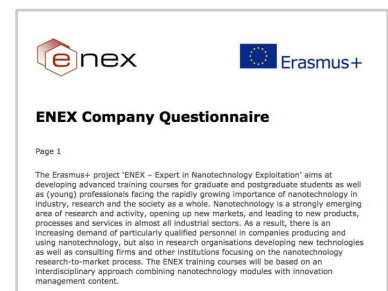 enex
Erasmus+
ENEX Company Questionnaire
Page 1
The Erasmus+ project 'ENEX – Expert in Nanotechnology Exploitation' aims at
developing advanced training courses for graduate and postgraduate students as well
as (young) professionals facing the rapidly growing importance of nanotechnology in
industry, research and the society as a whole. Nanotechnology is a strongly emerging
area of research and activity, opening up new markets, and leading to new products,
processes and services in almost all industrial sectors. As a result, there is an
increasing demand of particularly qualified personnel in companies producing and
using nanotechnology, but also in research organisations developing new technologies
as well as consulting firms and other institutions focusing on the nanotechnology
research-to-market process. The ENEX training courses will be based on an
interdisciplinary approach combining nanotechnology modules with innovation
management content.